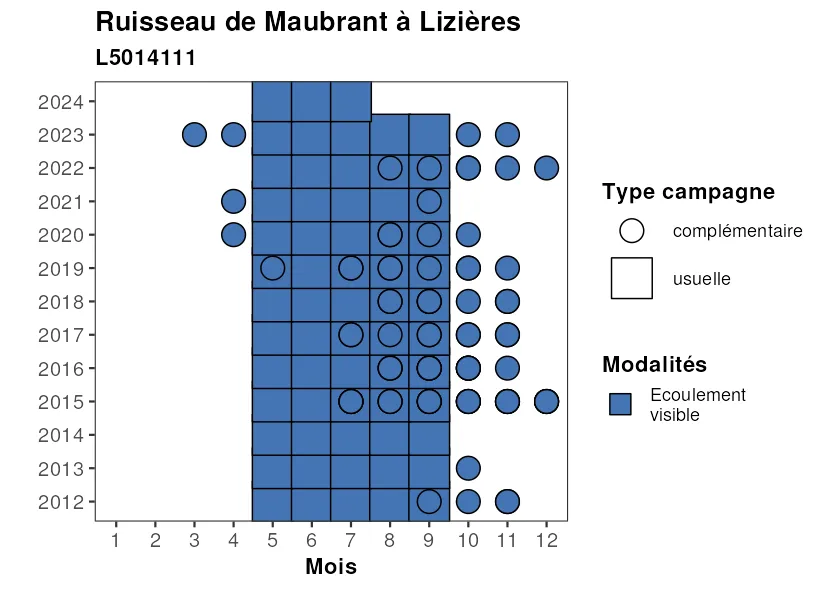 Ruisseau de Maubrant à Lizières
L5014111
2024
2023
2022
2021
2020
2019
2018
2017
2016
2015
2014
2013
2012
1 2 3 4 5 6 7 8 9 10 11 12
Mois
Type campagne
complémentaire
usuelle
Modalités
Ecoulement
visible